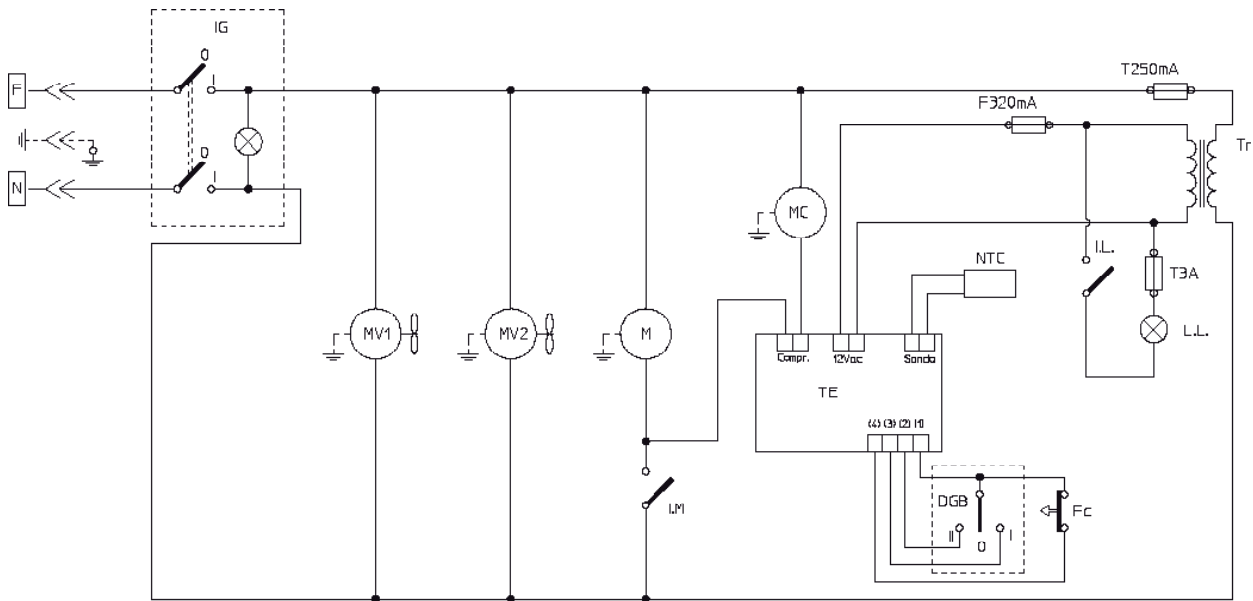 IG
0
I
T250mA
F
F320mA
Tr
0
I
N
MC
I.L.
NTC
T3A
MV1
MV2
M
L.L.
Compr.
12Vac
Sonda
TE
(4) (3) (2) (1)
I.M
DGB
Fc
II
0
I